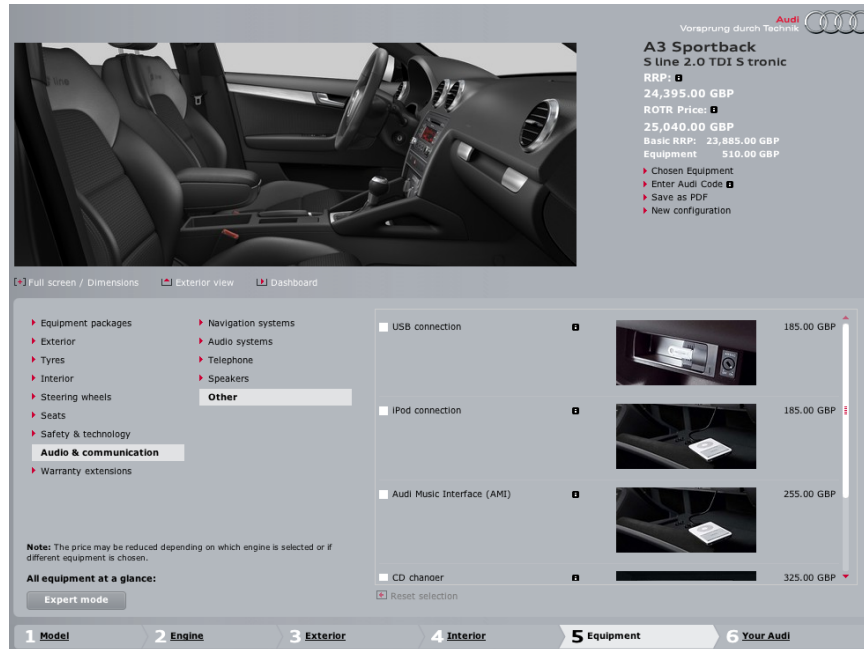 Audi
Vorsprung durch Technik
A3 Sportback
S line 2.0 TDI S tronic
RRP:
24,395.00 GBP
ROTR Price:
25,040.00 GBP
Basic RRP: 23,885.00 GBP
Equipment 510.00 GBP
Chosen Equipment
Enter Audi Code
Save as PDF
New configuration
[+] Full screen / Dimensions Exterior view Dashboard
Equipment packages
Exterior
Tyres
Interior
Steering wheels
Seats
Safety & technology
Audio & communication
Warranty extensions
Navigation systems
Audio systems
Telephone
Speakers
Other
USB connection 185.00 GBP
iPod connection 185.00 GBP
Audi Music Interface (AMI) 255.00 GBP
CD changer 325.00 GBP
Note: The price may be reduced depending on which engine is selected or if
different equipment is chosen.
All equipment at a glance:
Expert mode
Reset selection
1 Model 2 Engine 3 Exterior 4 Interior 5 Equipment 6 Your Audi